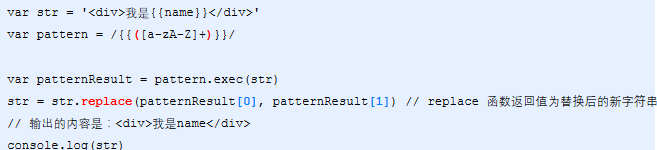 var str = '<div>我是{{name}}</div>'
var pattern = /{{([a-zA-Z]+)}}/
var patternResult = pattern.exec(str)
str = str.replace(patternResult[0], patternResult[1]) // replace 函数返回值为替换后的新字符串
// 输出的内容是：<div>我是name</div>
console.log(str)